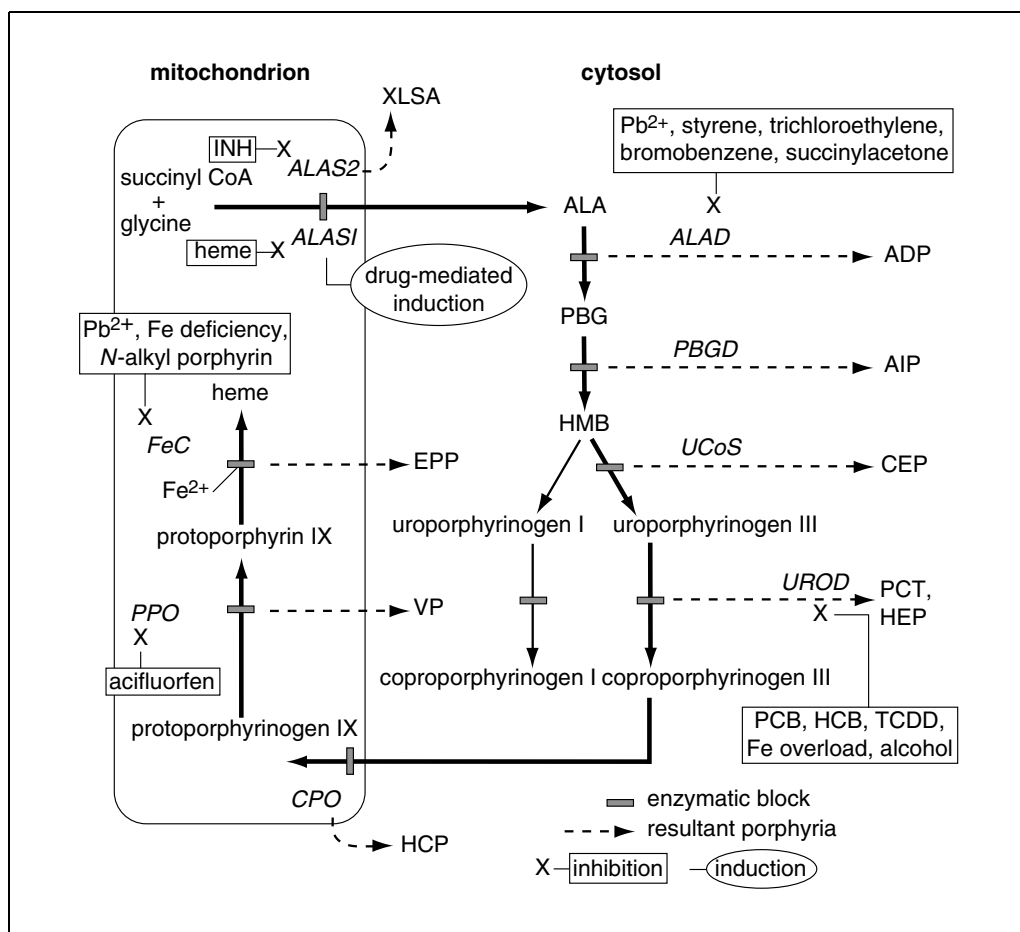 mitochondrion
cytosol
XLSA
INH
X
ALAS2
succinyl CoA
+
glycine
heme
X
ALASI
drug-mediated
induction
Pb2+, styrene, trichloroethylene,
bromobenzene, succinylacetone
X
ALA
ALAD
ADP
PBG
PBGD
AIP
HMB
UCoS
CEP
Pb2+, Fe deficiency,
N-alkyl porphyrin
X
heme
FeC
Fe2+
EPP
protoporphyrin IX
uroporphyrinogen I
uroporphyrinogen III
PPO
X
acifluorfen
VP
UROD
X
PCT,
HEP
coproporphyrinogen I
coproporphyrinogen III
PCB, HCB, TCDD,
Fe overload, alcohol
protoporphyrinogen IX
CPO
HCP
enzymatic block
resultant porphyria
X
inhibition
induction